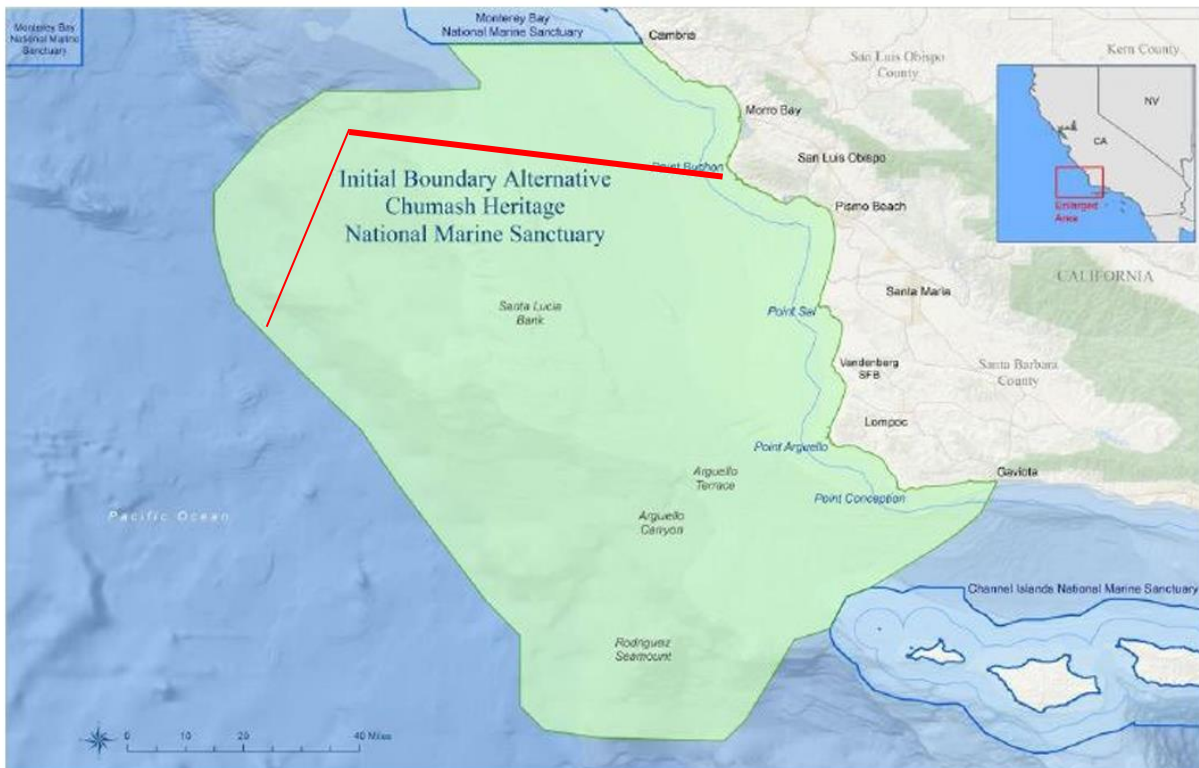 Monterey Bay
National Marine
Sanctuary
Monterey Bay
National Marine Sanctuary
Cambria
San Luis Obispo
County
Kern County
NV
CA
Enlarged
Area
Morro Bay
San Luis Obispo
Point Buchon
Pismo Beach
Initial Boundary Alternative
Chumash Heritage
National Marine Sanctuary
CALIFORNIA
Santa Maria
Santa Lucia
Bank
Point Sal
Vandenberg
SFB
Santa Barbara
County
Lompoc
Point Arguello
Arguello
Terrace
Gaviota
Point Conception
Pacific Ocean
Arguello
Canyon
Channel Islands National Marine Sanctuary
Rodriguez
Seamount
0 10 20 40 Miles